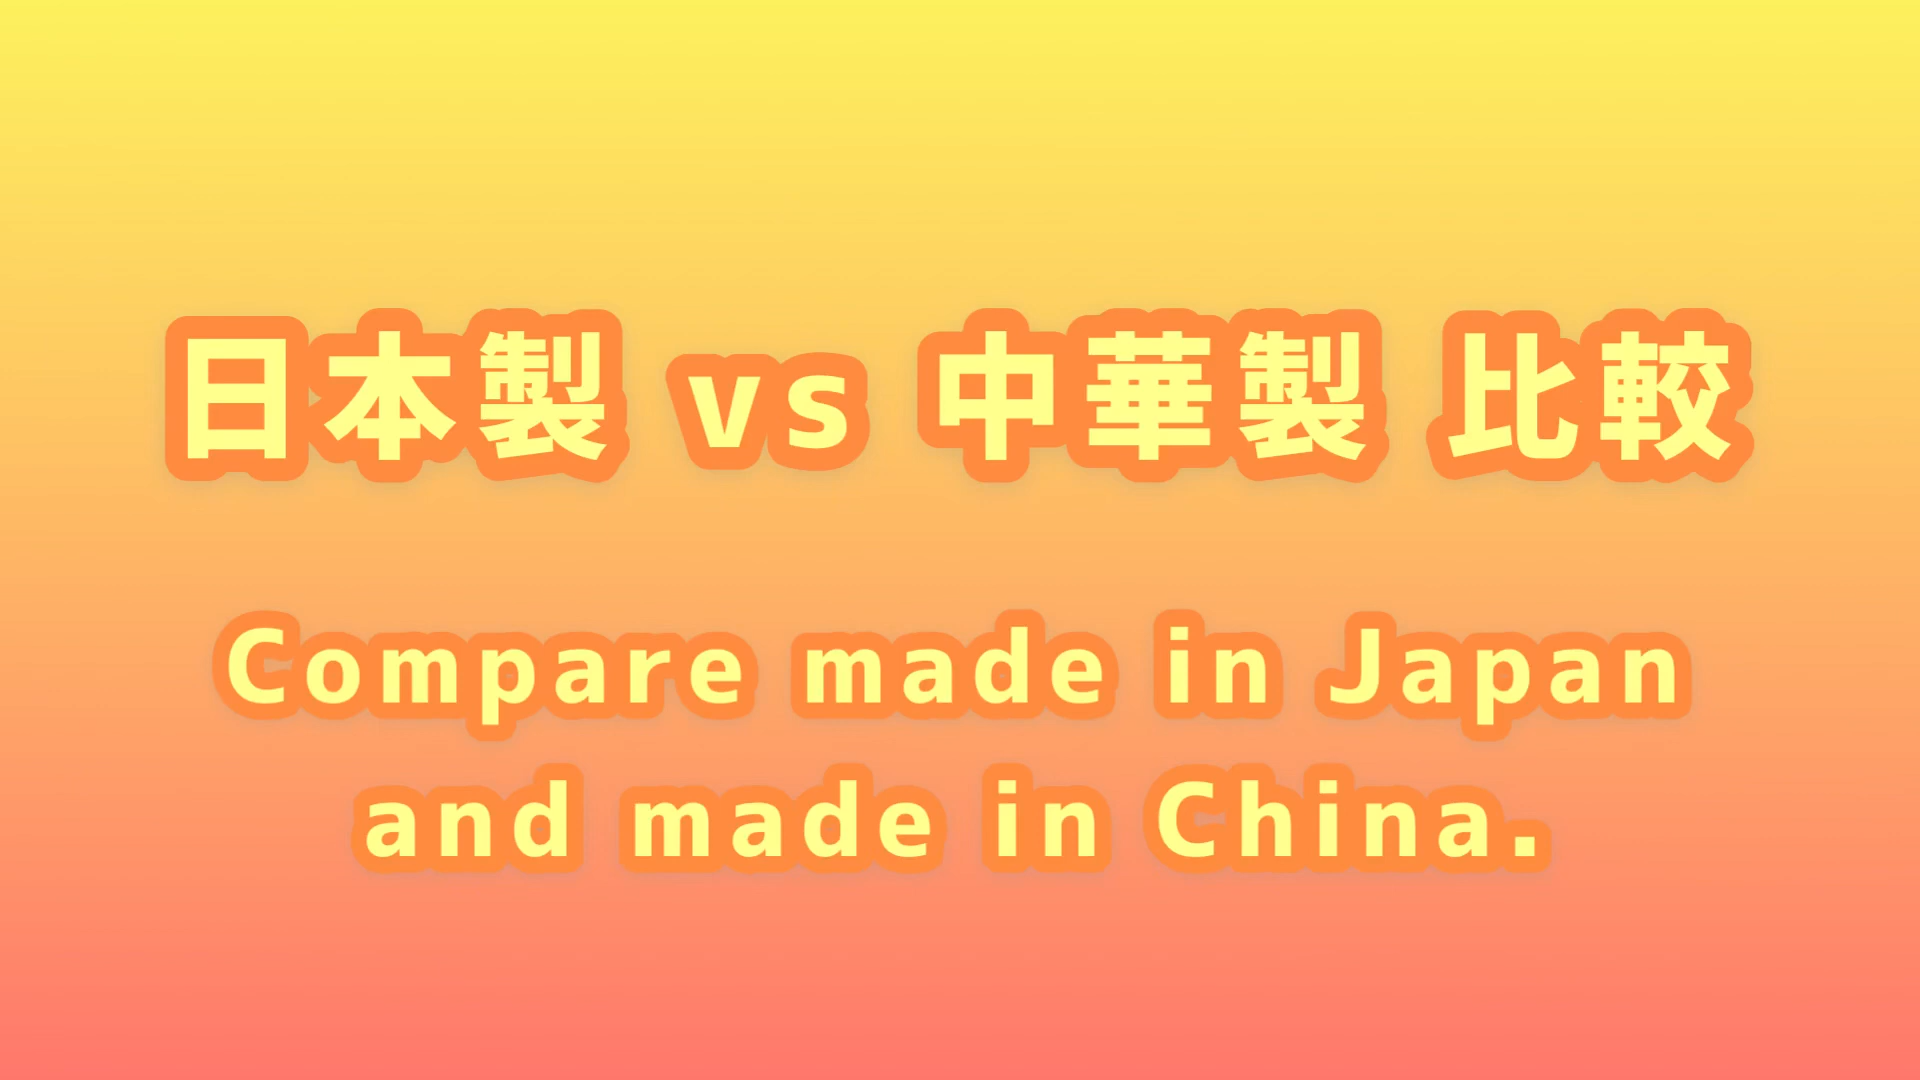 日本製 vs 中華製 比較
Compare made in Japan
and made in China.